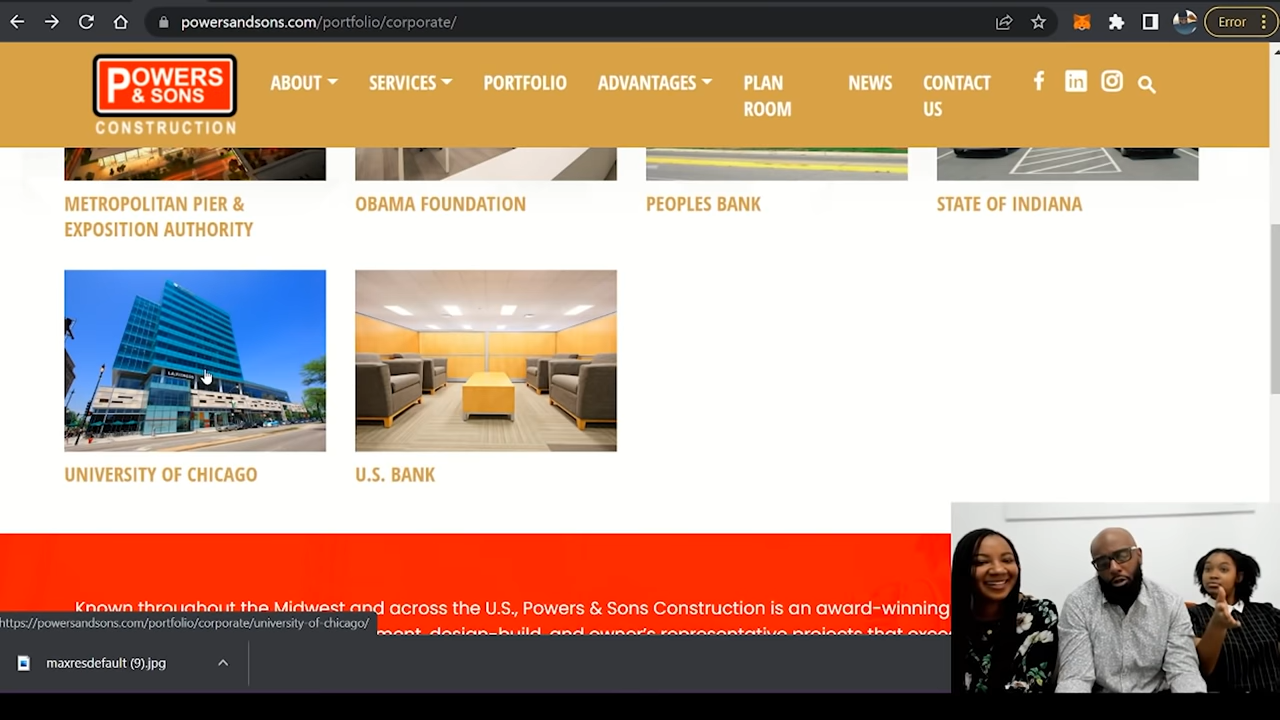 powersandsons.com/portfolio/corporate/
Error
POWERS
& SONS
CONSTRUCTION
ABOUT
SERVICES
PORTFOLIO
ADVANTAGES
PLAN
ROOM
NEWS
CONTACT
US
METROPOLITAN PIER &
EXPOSITION AUTHORITY
OBAMA FOUNDATION
PEOPLES BANK
STATE OF INDIANA
UNIVERSITY OF CHICAGO
U.S. BANK
Known throughout the Midwest and across the U.S., Powers & Sons Construction is an award-winning
design-build, and owner's representative projects that
https://powersandsons.com/portfolio/corporate/university-of-chicago/
maxresdefault (9).jpg